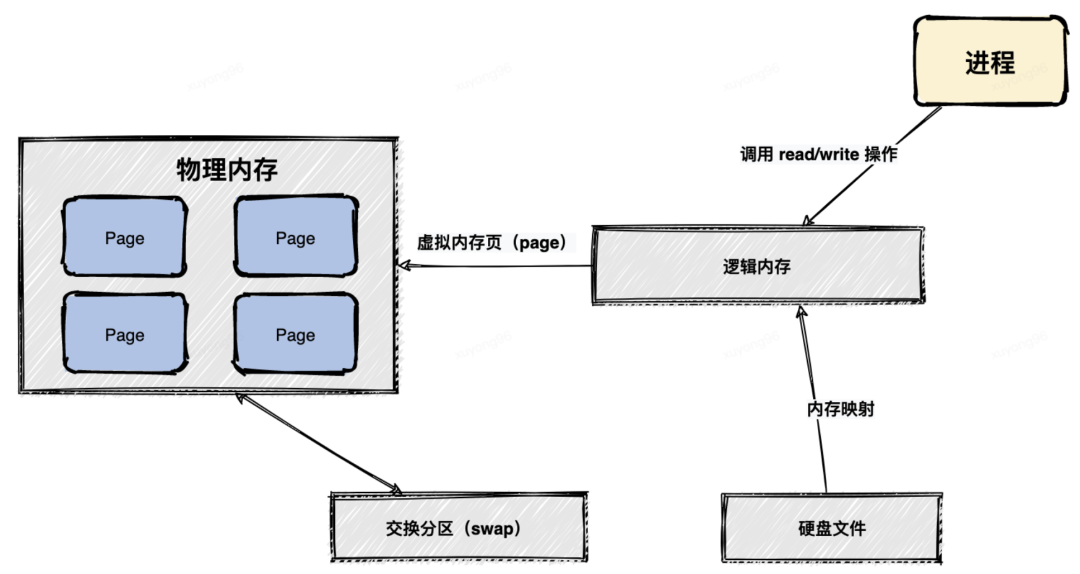 进程
调用 read/write 操作
物理内存
Page
Page
虚拟内存页（page）
逻辑内存
Page
Page
内存映射
交换分区（swap）
硬盘文件